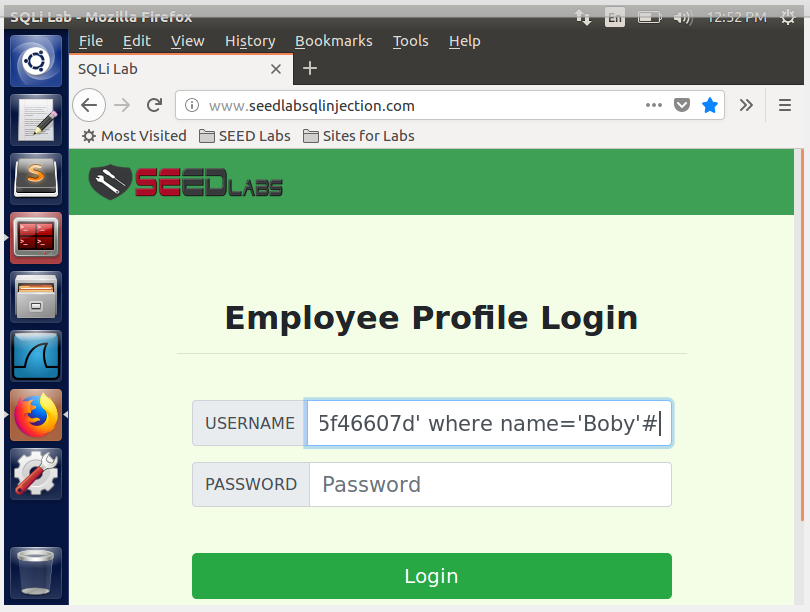 SQLi Lab - Mozilla Firefox
En
12:52 PM
File Edit View History Bookmarks Tools Help
SQLi Lab
www.seedlabsqlinjection.com
Most Visited SEED Labs Sites for Labs
SEEDLABS
Employee Profile Login
USERNAME 5f46607d' where name='Boby'#
PASSWORD Password
Login